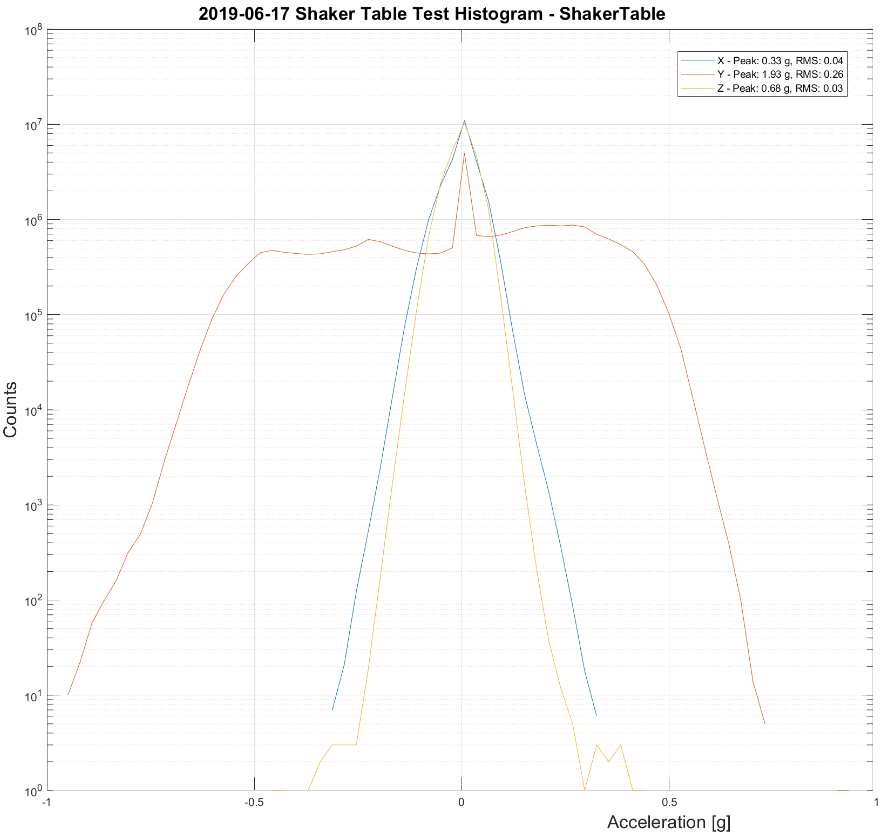 2019-06-17 Shaker Table Test Histogram - ShakerTable
10^8
X - Peak: 0.33 g, RMS: 0.04
Y - Peak: 1.93 g, RMS: 0.26
Z - Peak: 0.68 g, RMS: 0.03
10^7
10^6
10^5
10^4
10^3
10^2
10^1
10^0
Counts
-1 -0.5 0 0.5 1
Acceleration [g]